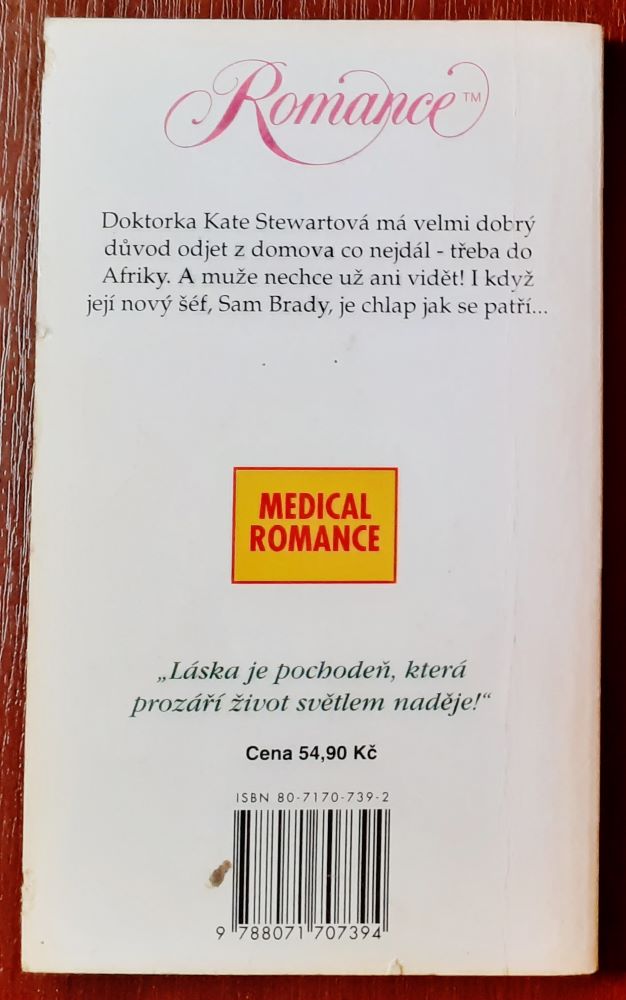 Romance™
Doktorka Kate Stewartová má velmi dobrý
důvod odjet z domova co nejdál - třeba do
Afriky. A muže nechce už ani vidět! I když
její nový šéf, Sam Brady, je chlap jak se patří...
MEDICAL
ROMANCE
„Láska je pochodeň, která
prozáří život světlem naděje!“
Cena 54,90 Kč
ISBN 80-7170-739-2
9 788071 707394